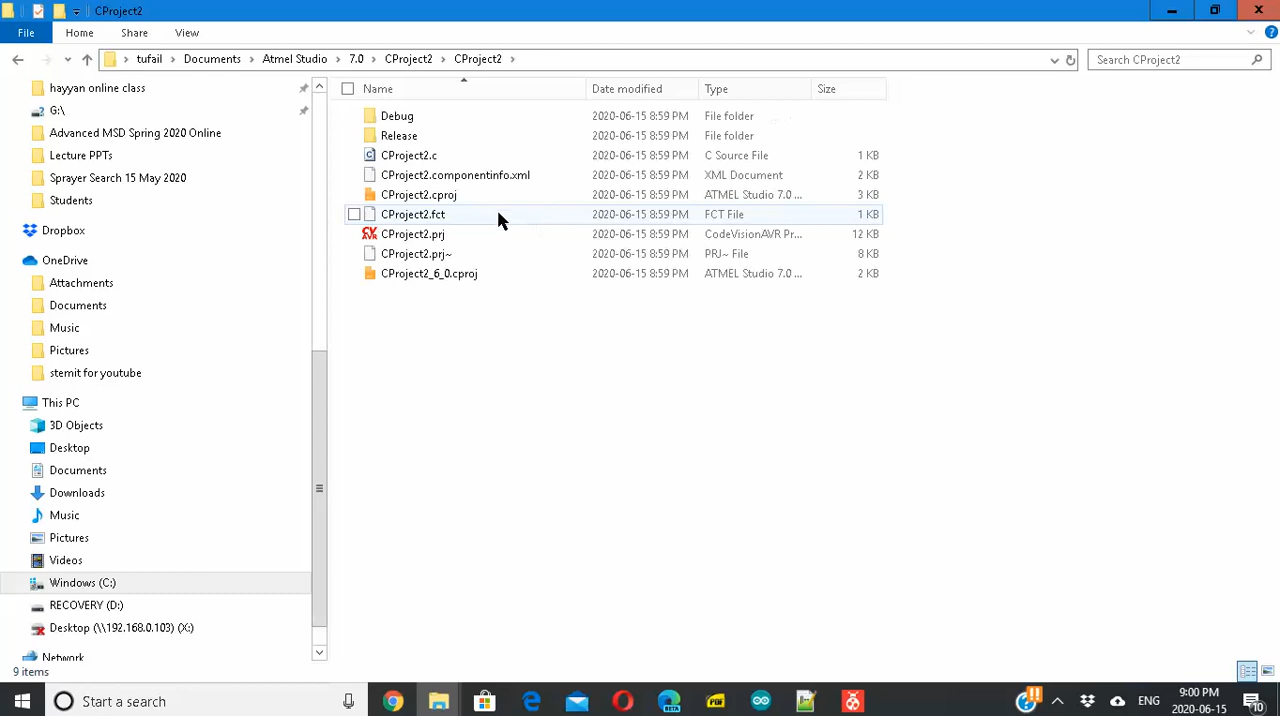 CProject2
File Home Share View
tufail Documents Atmel Studio 7.0 CProject2 CProject2
Search CProject2
hayyan online class
G:\
Advanced MSD Spring 2020 Online
Lecture PPTs
Sprayer Search 15 May 2020
Students
Dropbox
OneDrive
Attachments
Documents
Music
Pictures
stemit for youtube
This PC
3D Objects
Desktop
Documents
Downloads
Music
Pictures
Videos
Windows (C:)
RECOVERY (D:)
Desktop (\\192.168.0.103) (X:)
Network
Name Date modified Type Size
Debug 2020-06-15 8:59 PM File folder
Release 2020-06-15 8:59 PM File folder
CProject2.c 2020-06-15 8:59 PM C Source File 1 KB
CProject2.componentinfo.xml 2020-06-15 8:59 PM XML Document 2 KB
CProject2.cproj 2020-06-15 8:59 PM ATMEL Studio 7.0 ... 3 KB
CProject2.fct 2020-06-15 8:59 PM FCT File 1 KB
CProject2.prj 2020-06-15 8:59 PM CodeVisionAVR Pr... 12 KB
CProject2.prj~ 2020-06-15 8:59 PM PRJ~ File 8 KB
CProject2_6_0.cproj 2020-06-15 8:59 PM ATMEL Studio 7.0 ... 2 KB
9 items
Start a search
BETA
PDF
ENG
9:00 PM
2020-06-15
10